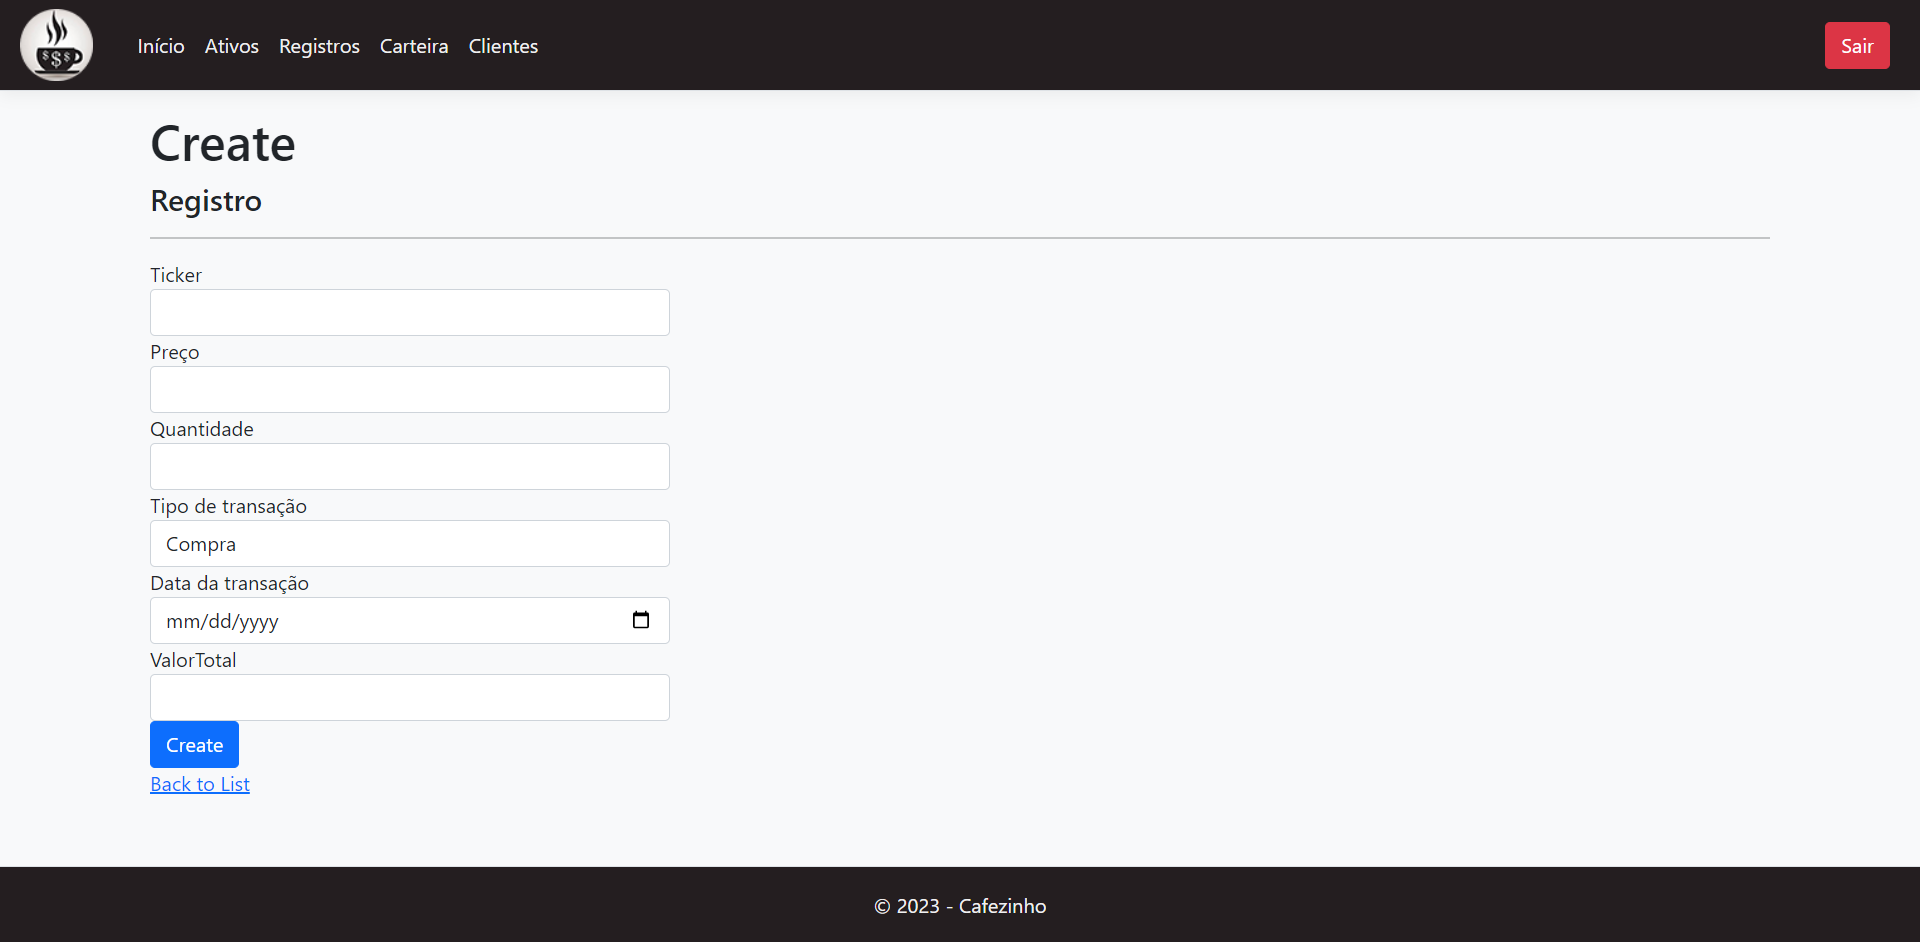 $$$
Início Ativos Registros Carteira Clientes Sair
Create
Registro
Ticker
Preço
Quantidade
Tipo de transação
Compra
Data da transação
mm/dd/yyyy
ValorTotal
Create
Back to List
© 2023 - Cafezinho